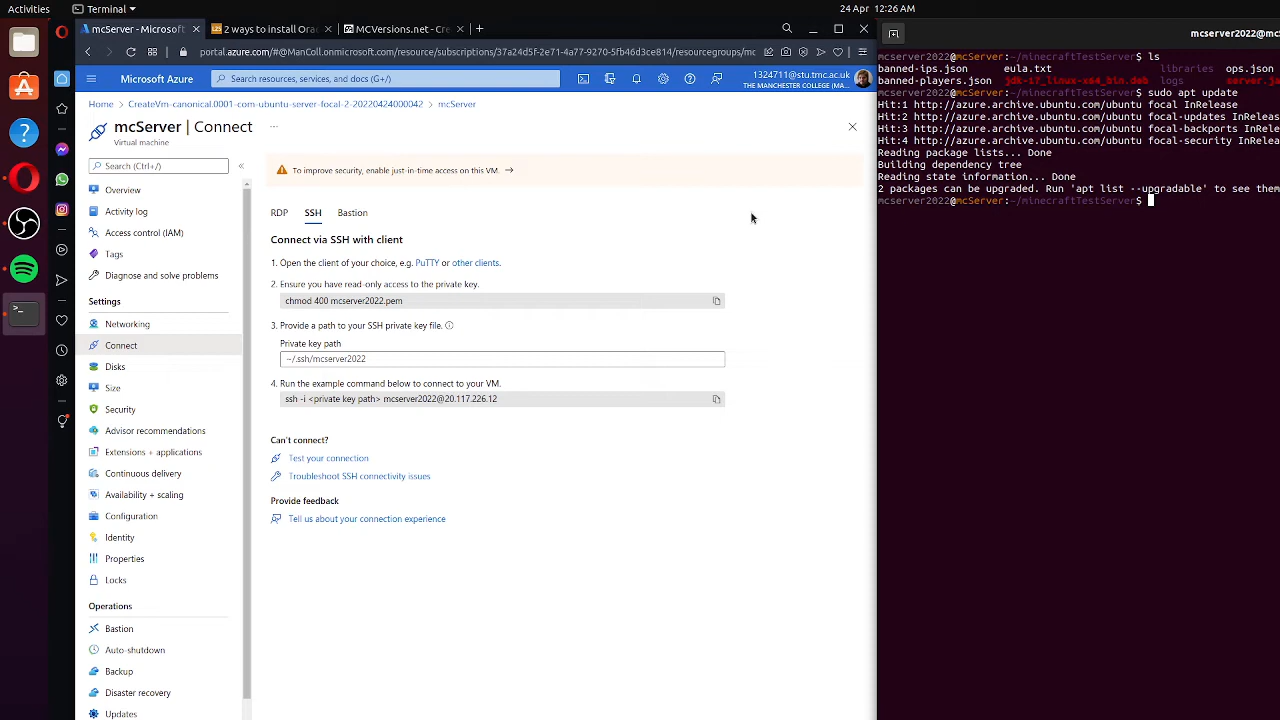 Activities
Terminal
24 Apr 12:26 AM
mcServer - Microsoft
2 ways to install Orac
MCVersions.net - C
portal.azure.com/#@ManColl.onmicrosoft.com/resource/subscriptions/37a24d5f-2e71-4a77-9270-5fb46d3ce814/resourcegroups/mc
mcserver2022@mc
Microsoft Azure
Search resources, services, and docs (G+/)
1324711@stu.tmc.ac.uk
THE MANCHESTER COLLEGE (MA...
Home > CreateVm-canonical.0001-com-ubuntu-server-focal-2-20220424000042 > mcServer
mcServer | Connect ...
Virtual machine
Search (Ctrl+/)
«
Overview
Activity log
Access control (IAM)
Tags
Diagnose and solve problems
Settings
Networking
Connect
Disks
Size
Security
Advisor recommendations
Extensions + applications
Continuous delivery
Availability + scaling
Configuration
Identity
Properties
Locks
Operations
Bastion
Auto-shutdown
Backup
Disaster recovery
Updates
To improve security, enable just-in-time access on this VM. →
RDP SSH Bastion
Connect via SSH with client
1. Open the client of your choice, e.g. PuTTY or other clients.
2. Ensure you have read-only access to the private key.
chmod 400 mcserver2022.pem
3. Provide a path to your SSH private key file.
Private key path
~/.ssh/mcserver2022
4. Run the example command below to connect to your VM.
ssh -i <private key path> mcserver2022@20.117.226.12
Can't connect?
Test your connection
Troubleshoot SSH connectivity issues
Provide feedback
Tell us about your connection experience
mcserver2022@mcServer:~/minecraftTestServer$ ls
banned-ips.json eula.txt libraries ops.json
banned-players.json jdk-17_linux-x64_bin.deb logs server.ja
mcserver2022@mcServer:~/minecraftTestServer$ sudo apt update
Hit:1 http://azure.archive.ubuntu.com/ubuntu focal InRelease
Hit:2 http://azure.archive.ubuntu.com/ubuntu focal-updates InRelea
Hit:3 http://azure.archive.ubuntu.com/ubuntu focal-backports InRel
Hit:4 http://azure.archive.ubuntu.com/ubuntu focal-security InRele
Reading package lists... Done
Building dependency tree
Reading state information... Done
2 packages can be upgraded. Run 'apt list --upgradable' to see them
mcserver2022@mcServer:~/minecraftTestServer$